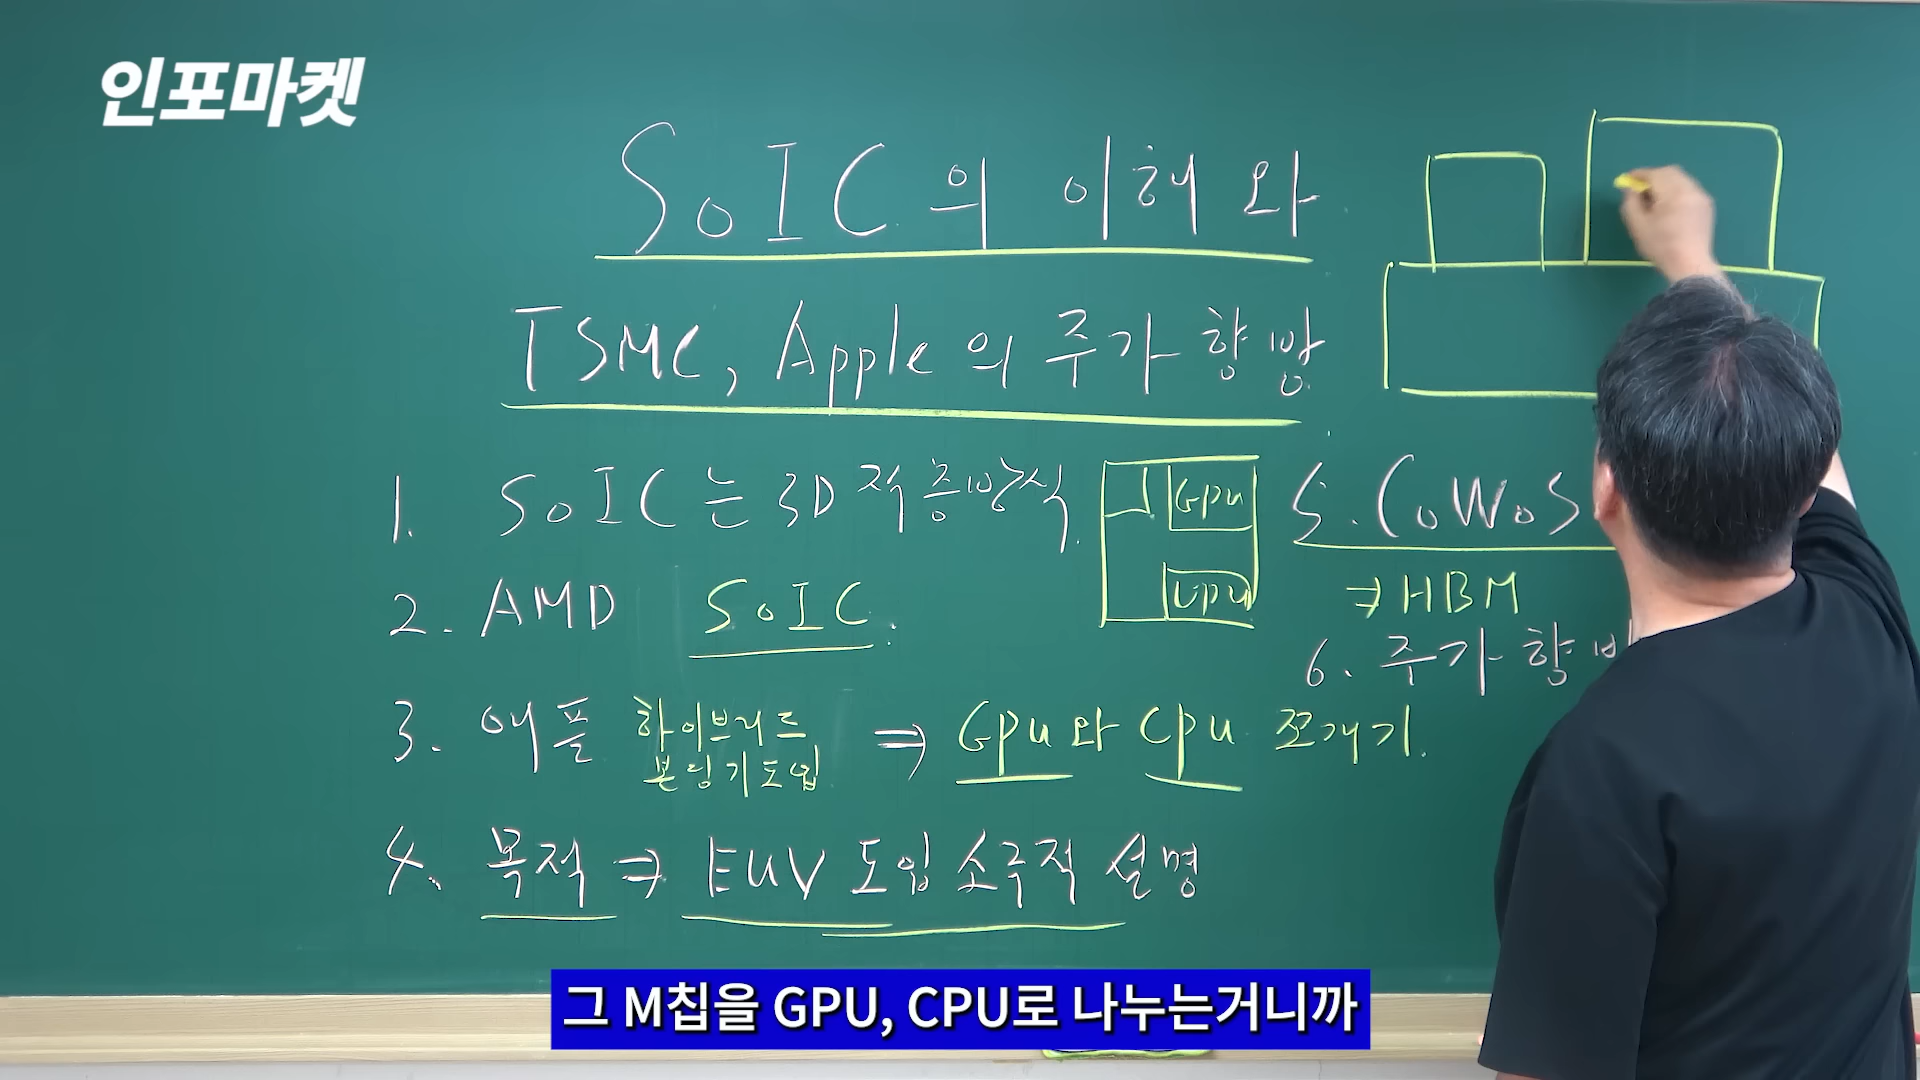 인포마켓
SoIC의 이해와
TSMC, Apple의 주가향방
1. SoIC는 3D적층방식.
GPU
CPU
2. AMD SoIC.
3. 애플 하이브리드
본딩기도입 ⇒ GPU와 CPU 쪼개기.
4. 목적 ⇒ EUV 도입 소극적 설명
5. CoWoS
⇒ HBM
6. 주가향
그 M칩을 GPU, CPU로 나누는거니까